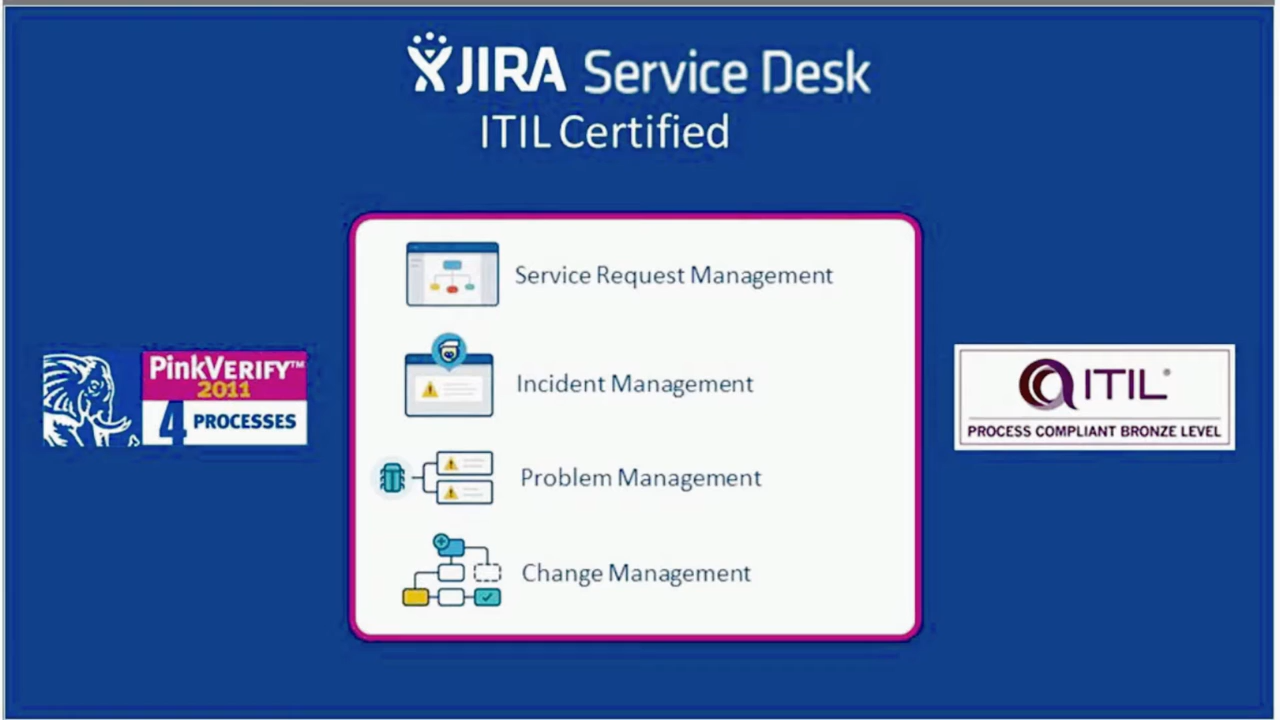 JIRA Service Desk
ITIL Certified
Service Request Management
Incident Management
Problem Management
Change Management
PinkVERIFY™
2011
4 PROCESSES
ITIL®
PROCESS COMPLIANT BRONZE LEVEL